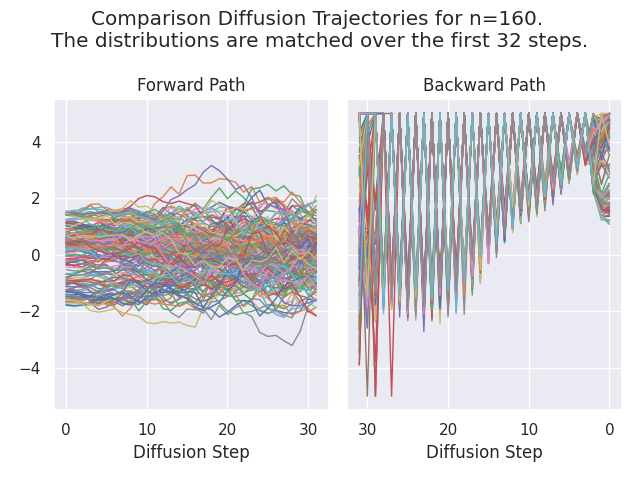 Comparison Diffusion Trajectories for n=160.
The distributions are matched over the first 32 steps.
Forward Path
Backward Path
4
2
0
−2
−4
0 10 20 30
30 20 10 0
Diffusion Step
Diffusion Step